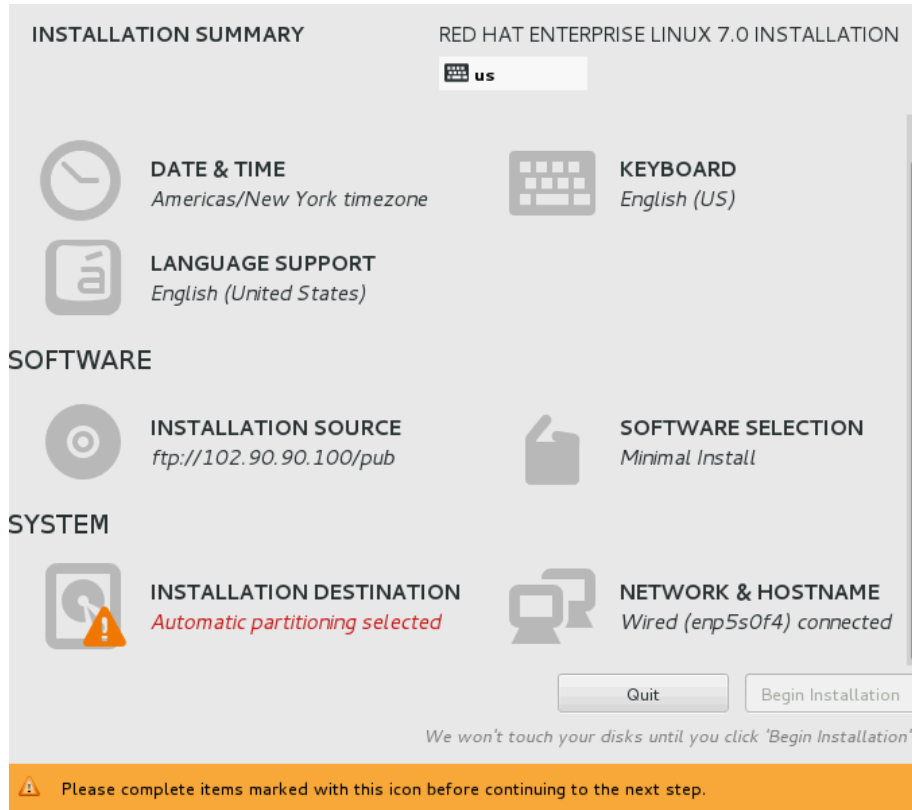 INSTALLATION SUMMARY
RED HAT ENTERPRISE LINUX 7.0 INSTALLATION
us
DATE & TIME
Americas/New York timezone
KEYBOARD
English (US)
LANGUAGE SUPPORT
English (United States)
SOFTWARE
INSTALLATION SOURCE
ftp://102.90.90.100/pub
SOFTWARE SELECTION
Minimal Install
SYSTEM
INSTALLATION DESTINATION
Automatic partitioning selected
NETWORK & HOSTNAME
Wired (enp5s0f4) connected
Quit
Begin Installation
We won't touch your disks until you click 'Begin Installation'
Please complete items marked with this icon before continuing to the next step.